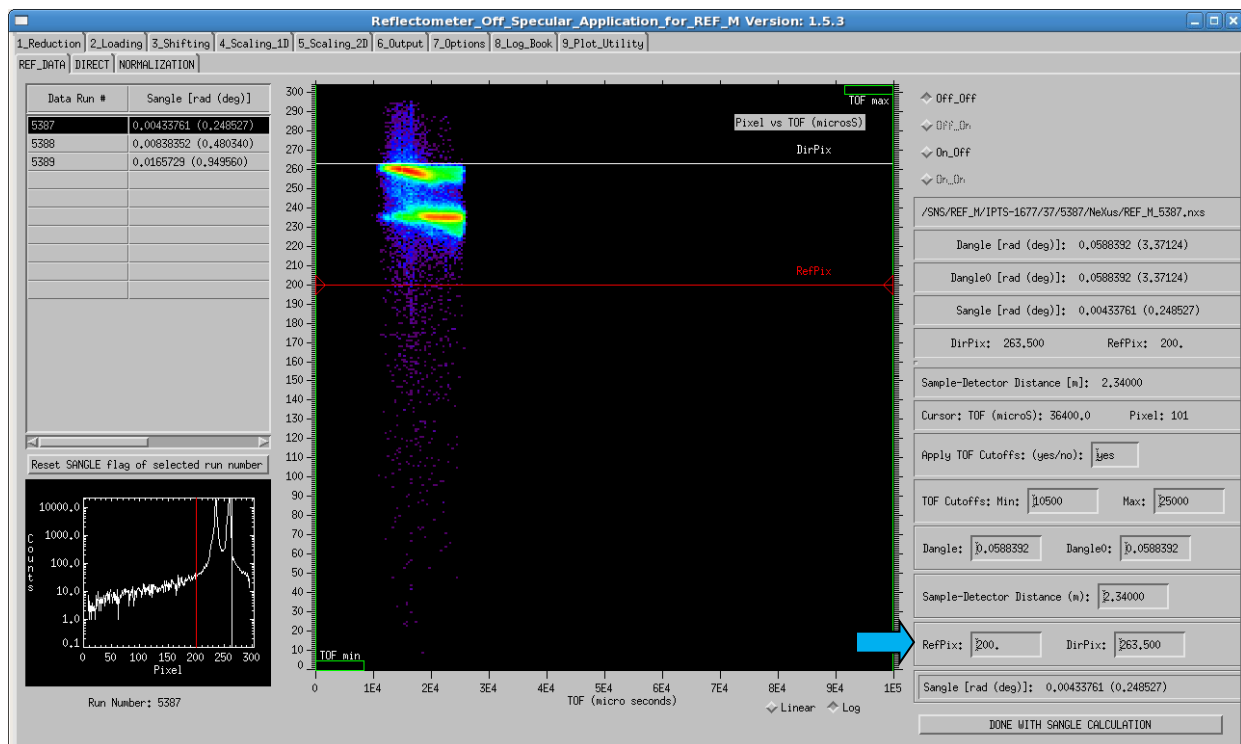 Reflectometer_Off_Specular_Application_for_REF_M Version: 1.5.3
1_Reduction 2_Loading 3_Shifting 4_Scaling_1D 5_Scaling_2D 6_Output 7_Options 8_Log_Book 9_Plot_Utility
REF_DATA DIRECT NORMALIZATION
Data Run # Sangle [rad (deg)]
5387 0.00433761 (0.248527)
5388 0.00838352 (0.480340)
5389 0.0165729 (0.949560)
Reset SANGLE flag of selected run number
Counts
10000.0
1000.0
100.0
10.0
1.0
0.1
0 50 100 150 200 250 300
Pixel
Run Number: 5387
TOF max
Pixel vs TOF (microS)
DirPix
RefPix
TOF min
300
290
280
270
260
250
240
230
220
210
200
190
180
170
160
150
140
130
120
110
100
90
80
70
60
50
40
30
20
10
0
0 1E4 2E4 3E4 4E4 5E4 6E4 7E4 8E4 9E4 1E5
TOF (micro seconds)
Linear Log
Off_Off
Off_On
On_Off
On_On
/SNS/REF_M/IPTS-1677/37/5387/NeXus/REF_M_5387.nxs
Dangle [rad (deg)]: 0.0588392 (3.37124)
Dangle0 [rad (deg)]: 0.0588392 (3.37124)
Sangle [rad (deg)]: 0.00433761 (0.248527)
DirPix: 263.500 RefPix: 200.
Sample-Detector Distance [m]: 2.34000
Cursor: TOF (microS): 36400.0 Pixel: 101
Apply TOF Cutoffs: (yes/no): yes
TOF Cutoffs: Min: 10500 Max: 25000
Dangle: 0.0588392 Dangle0: 0.0588392
Sample-Detector Distance (m): 2.34000
RefPix: 200. DirPix: 263.500
Sangle [rad (deg)]: 0.00433761 (0.248527)
DONE WITH SANGLE CALCULATION